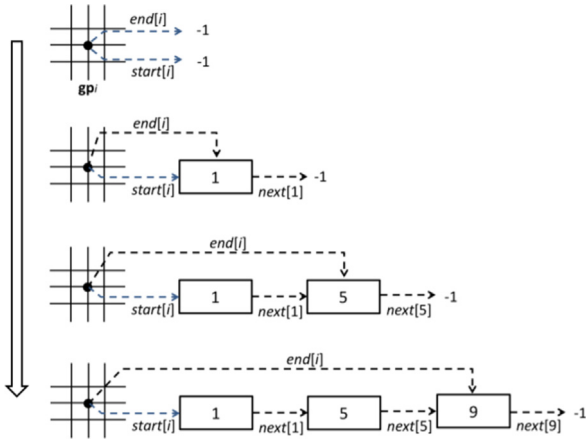 end[i]
-1
-1
start[i]
gpi
end[i]
1
-1
start[i]
next[1]
end[i]
1
5
-1
start[i]
next[1]
next[5]
end[i]
1
5
9
-1
start[i]
next[1]
next[5]
next[9]